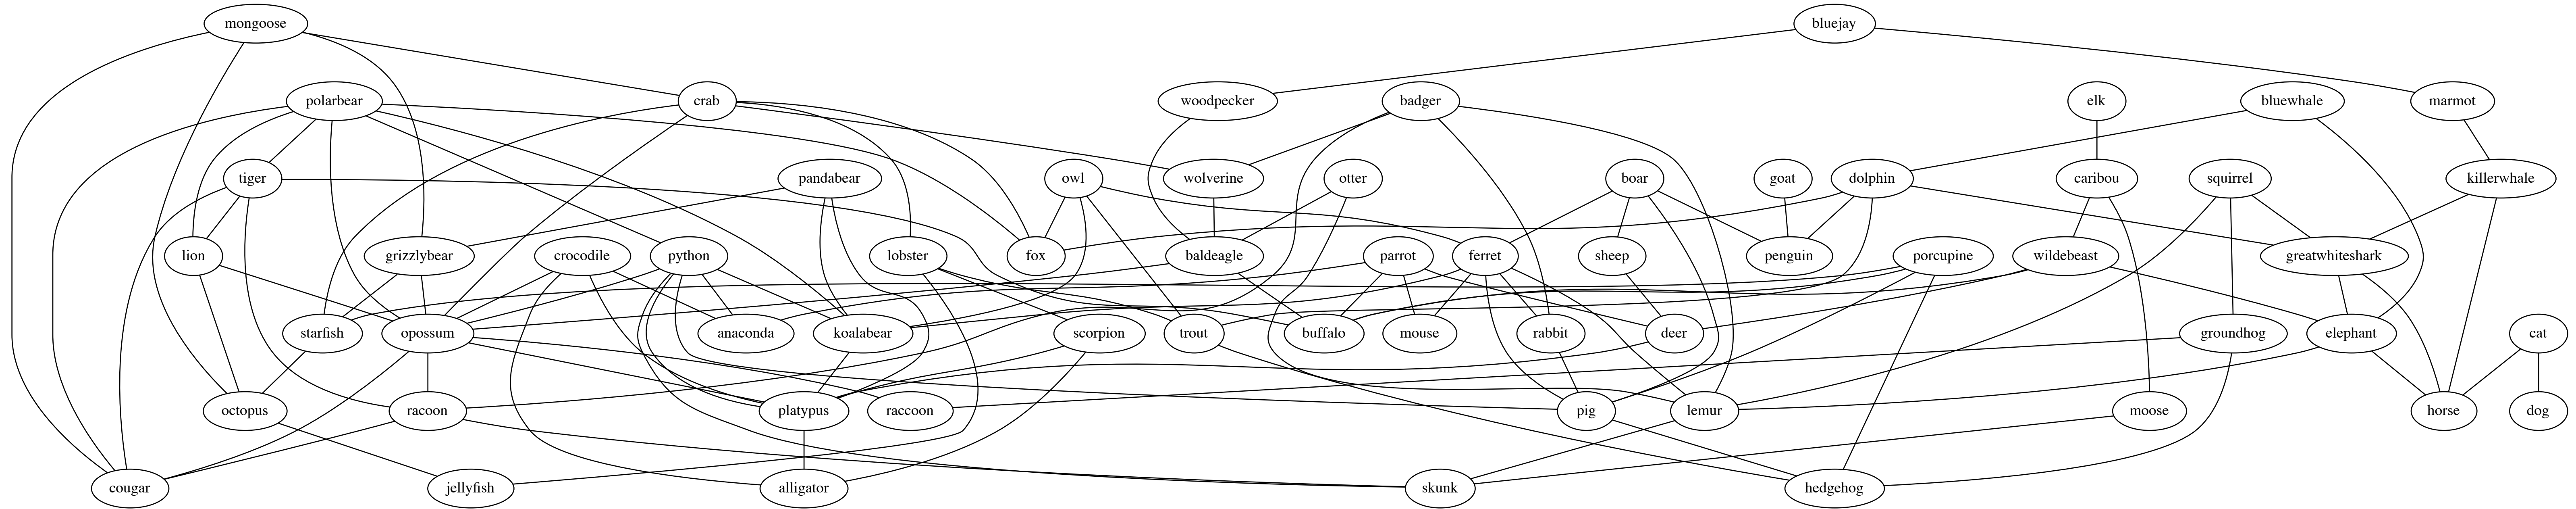 mongoose
bluejay
polarbear
crab
woodpecker
badger
elk
bluewhale
marmot
tiger
pandabear
owl
wolverine
otter
boar
goat
dolphin
caribou
squirrel
killerwhale
lion
grizzlybear
crocodile
python
lobster
fox
baldeagle
parrot
ferret
sheep
penguin
porcupine
wildebeast
greatwhiteshark
starfish
opossum
anaconda
koalabear
scorpion
trout
buffalo
mouse
rabbit
deer
groundhog
elephant
cat
octopus
racoon
platypus
raccoon
pig
lemur
moose
horse
dog
cougar
jellyfish
alligator
skunk
hedgehog